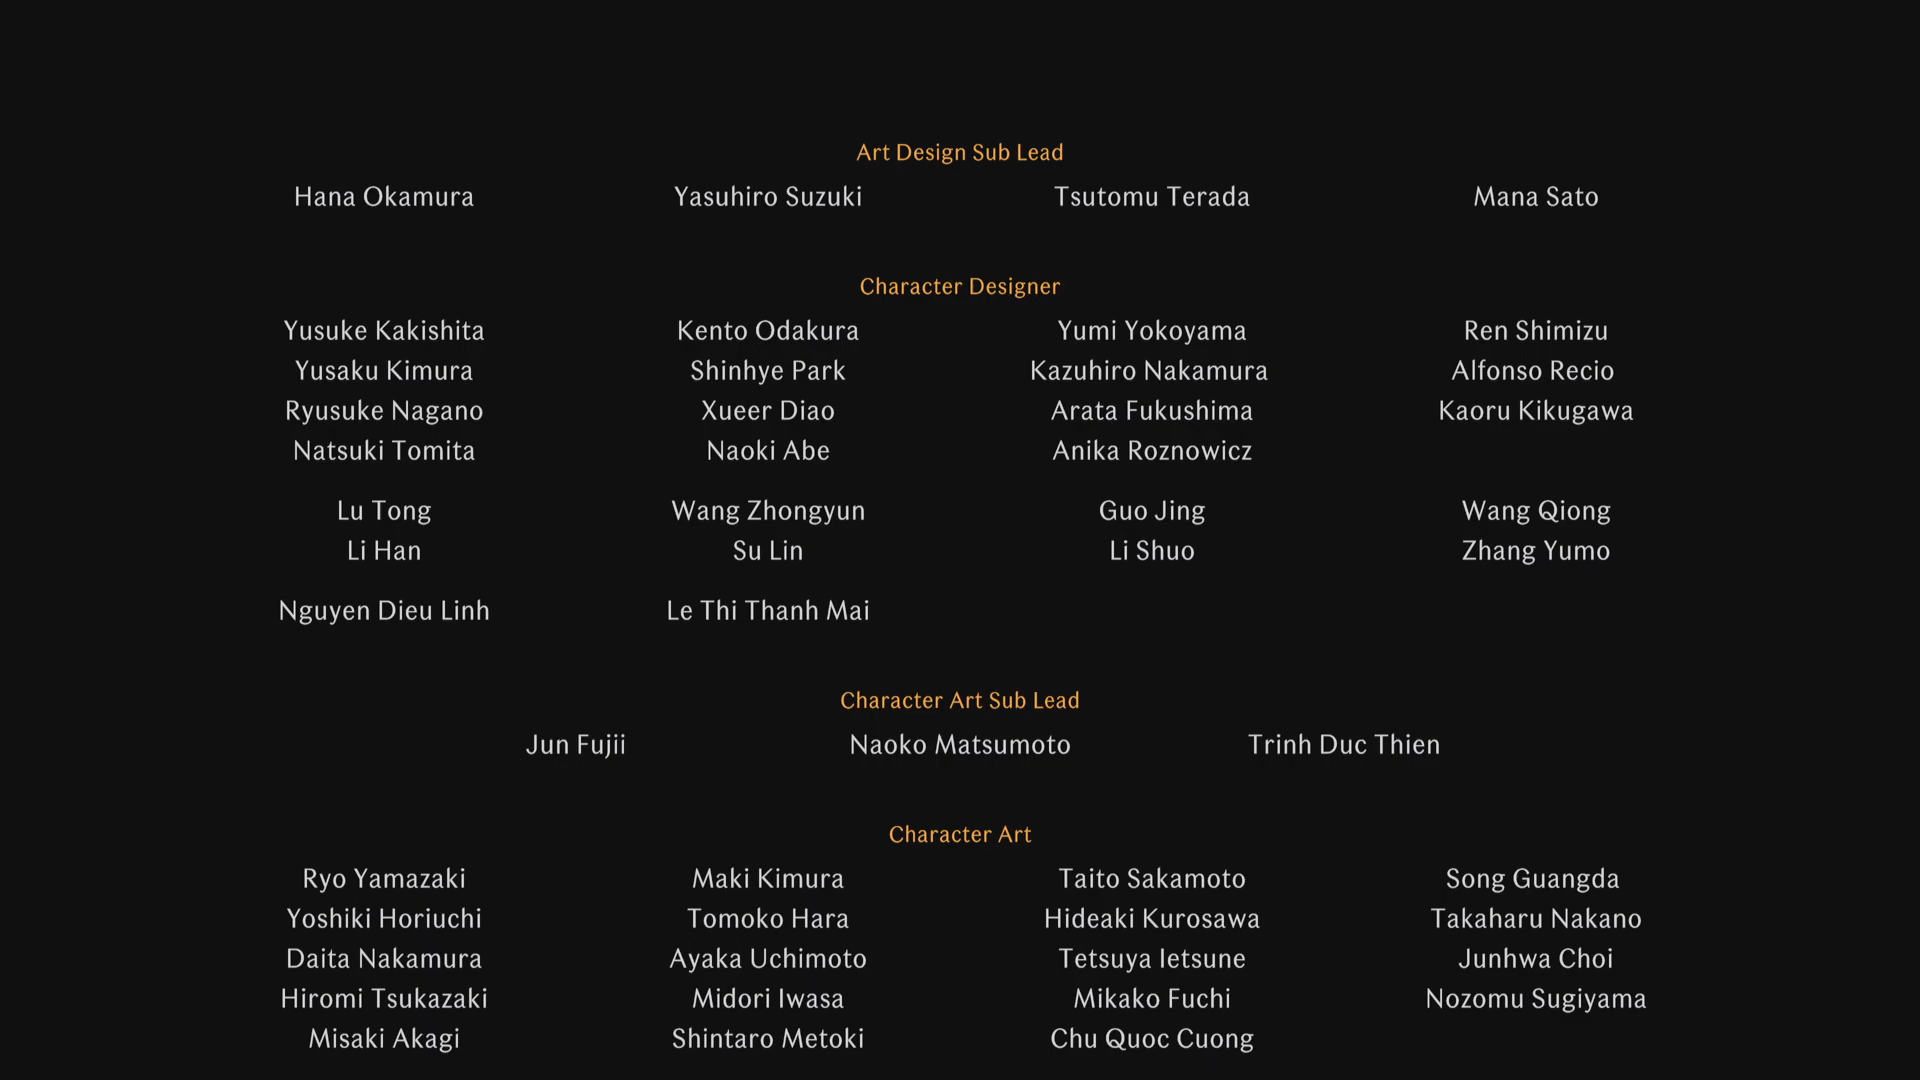 Art Design Sub Lead
Hana Okamura Yasuhiro Suzuki Tsutomu Terada Mana Sato
Character Designer
Yusuke Kakishita Kento Odakura Yumi Yokoyama Ren Shimizu
Yusaku Kimura Shinhye Park Kazuhiro Nakamura Alfonso Recio
Ryusuke Nagano Xueer Diao Arata Fukushima Kaoru Kikugawa
Natsuki Tomita Naoki Abe Anika Roznowicz
Lu Tong Wang Zhongyun Guo Jing Wang Qiong
Li Han Su Lin Li Shuo Zhang Yumo
Nguyen Dieu Linh Le Thi Thanh Mai
Character Art Sub Lead
Jun Fujii Naoko Matsumoto Trinh Duc Thien
Character Art
Ryo Yamazaki Maki Kimura Taito Sakamoto Song Guangda
Yoshiki Horiuchi Tomoko Hara Hideaki Kurosawa Takaharu Nakano
Daita Nakamura Ayaka Uchimoto Tetsuya Ietsune Junhwa Choi
Hiromi Tsukazaki Midori Iwasa Mikako Fuchi Nozomu Sugiyama
Misaki Akagi Shintaro Metoki Chu Quoc Cuong